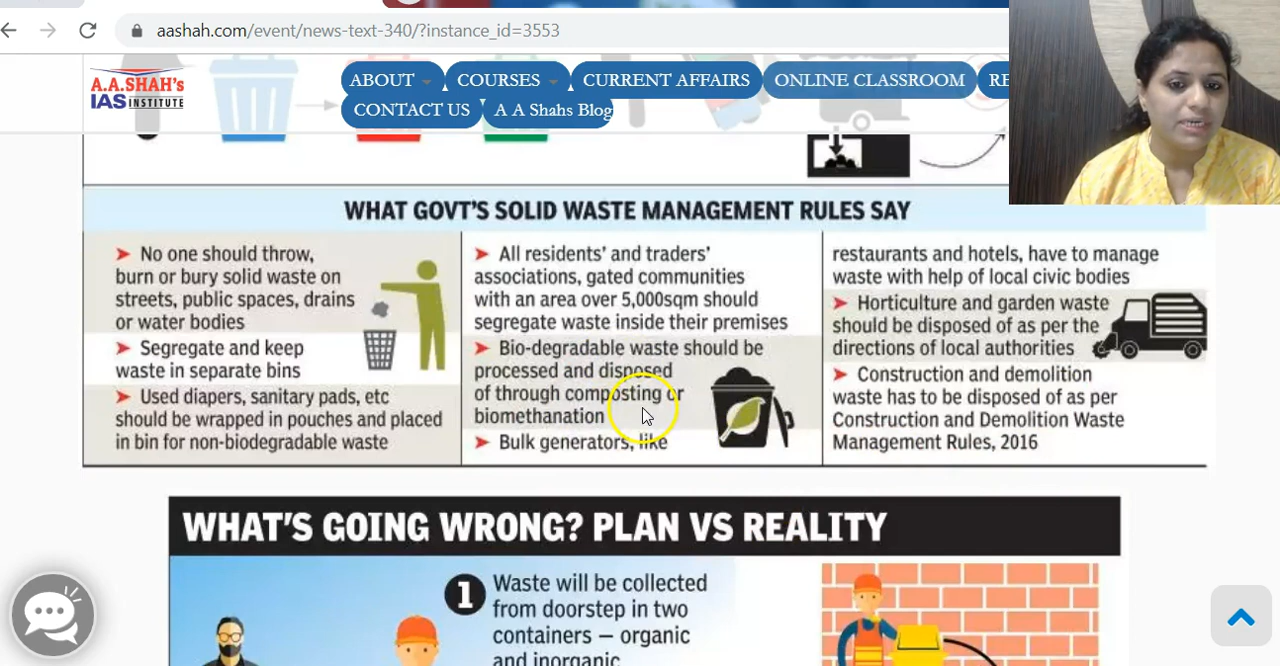 aashah.com/event/news-text-340/?instance_id=3553
A.A.SHAH's
IAS INSTITUTE
ABOUT
COURSES
CURRENT AFFAIRS
ONLINE CLASSROOM
RE
CONTACT US
A A Shahs Blog
WHAT GOVT'S SOLID WASTE MANAGEMENT RULES SAY
No one should throw,
burn or bury solid waste on
streets, public spaces, drains
or water bodies
Segregate and keep
waste in separate bins
Used diapers, sanitary pads, etc
should be wrapped in pouches and placed
in bin for non-biodegradable waste
All residents' and traders'
associations, gated communities
with an area over 5,000sqm should
segregate waste inside their premises
Bio-degradable waste should be
processed and disposed
of through composting or
biomethanation
Bulk generators, like
restaurants and hotels, have to manage
waste with help of local civic bodies
Horticulture and garden waste
should be disposed of as per the
directions of local authorities
Construction and demolition
waste has to be disposed of as per
Construction and Demolition Waste
Management Rules, 2016
WHAT'S GOING WRONG? PLAN VS REALITY
1 Waste will be collected
from doorstep in two
containers – organic
and inorganic